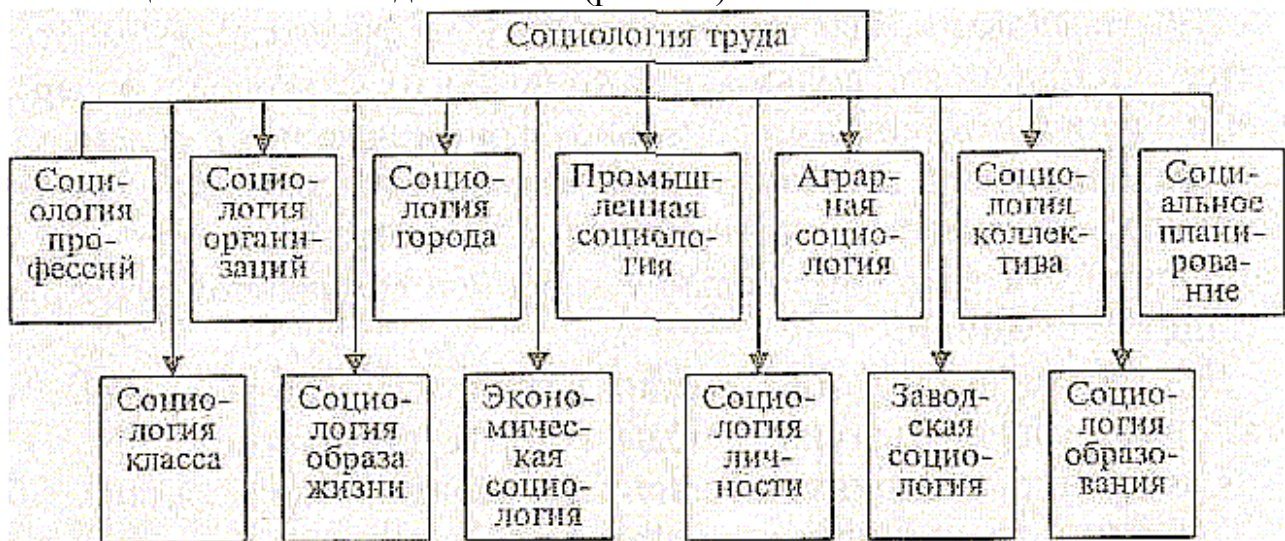 Социология труда
Соци-
ология
про-
фессий
Социо-
логия
органи-
заций
Социо-
логия
города
Промыш-
ленная
социоло-
гия
Аграр-
ная
социо-
логия
Социо-
логия
коллек-
тива
Соци-
альное
плани-
рова-
ние
Социо-
логия
класса
Социо-
логия
образа
жизни
Эконо-
мичес-
кая
социо-
логия
Социо-
логия
лич-
ности
Завод-
ская
социо-
логия
Социо-
логия
образо-
вания